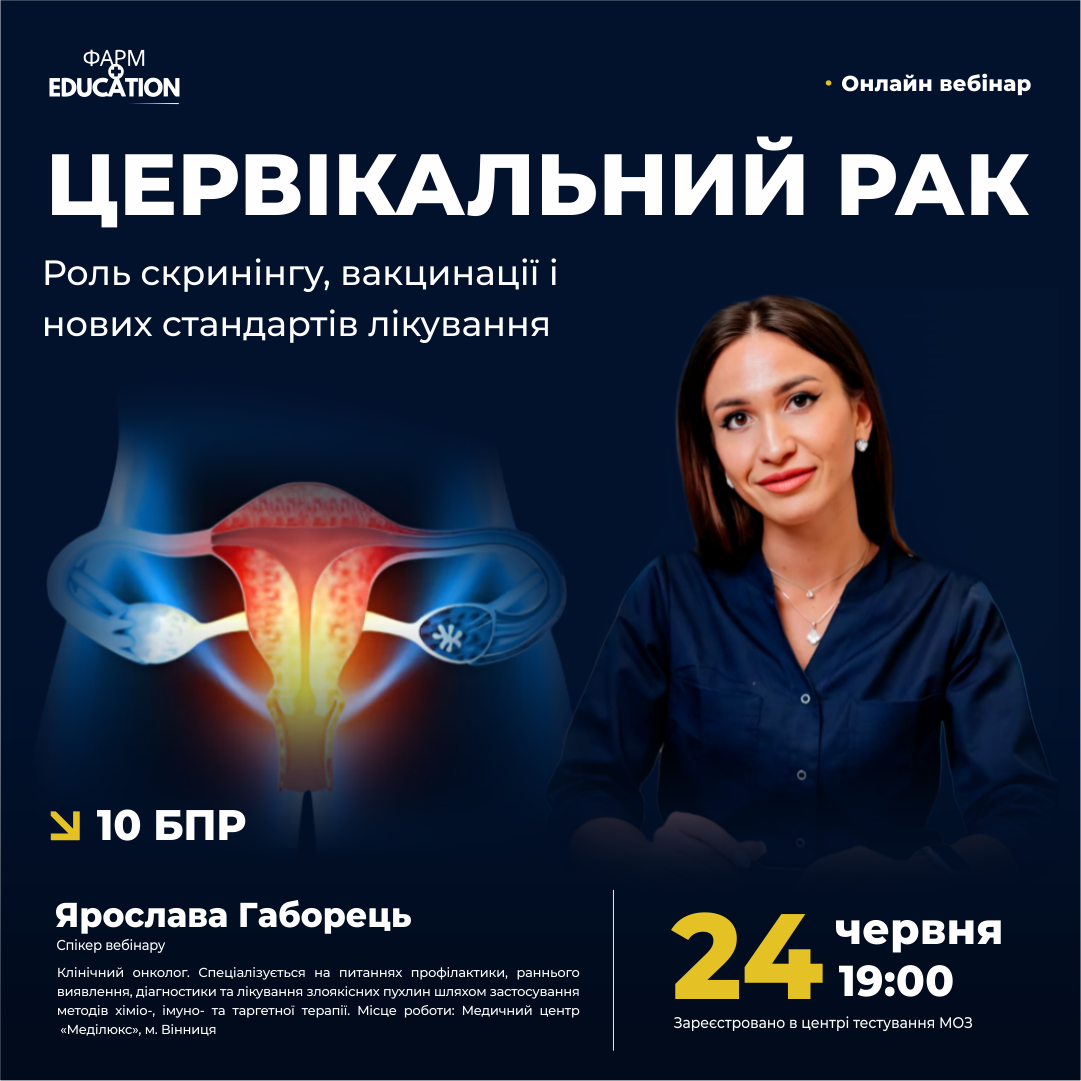 ФАРМ
EDUCATION
• Онлайн вебінар
ЦЕРВІКАЛЬНИЙ РАК
Роль скринінгу, вакцинації і
нових стандартів лікування
10 БПР
Ярослава Габорець
Спікер вебінару
Клінічний онколог. Спеціалізується на питаннях профілактики, раннього
виявлення, діагностики та лікування злоякісних пухлин шляхом застосування
методів хіміо-, імуно- та таргетної терапії. Місце роботи: Медичний центр
«Меділюкс», м. Вінниця
24 червня
19:00
Зареєстровано в центрі тестування МОЗ